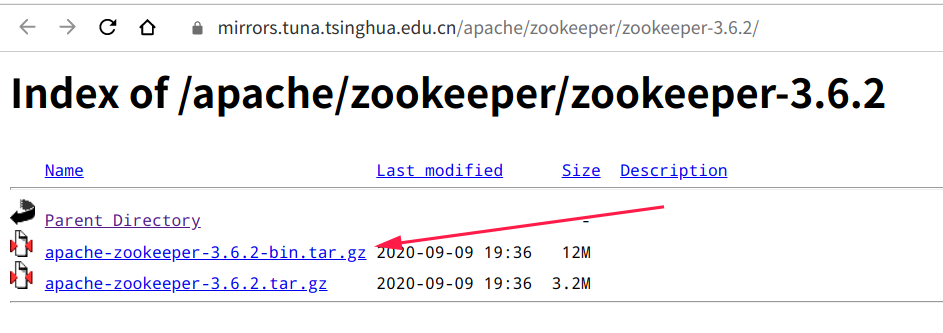 mirrors.tuna.tsinghua.edu.cn/apache/zookeeper/zookeeper-3.6.2/
Index of /apache/zookeeper/zookeeper-3.6.2
Name Last modified Size Description
Parent Directory -
apache-zookeeper-3.6.2-bin.tar.gz 2020-09-09 19:36 12M
apache-zookeeper-3.6.2.tar.gz 2020-09-09 19:36 3.2M